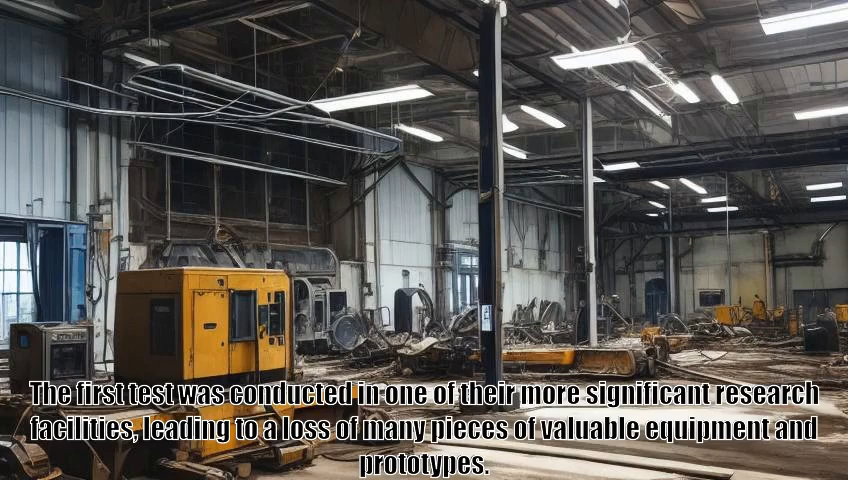 The first test was conducted in one of their more significant research
facilities, leading to a loss of many pieces of valuable equipment and
prototypes.